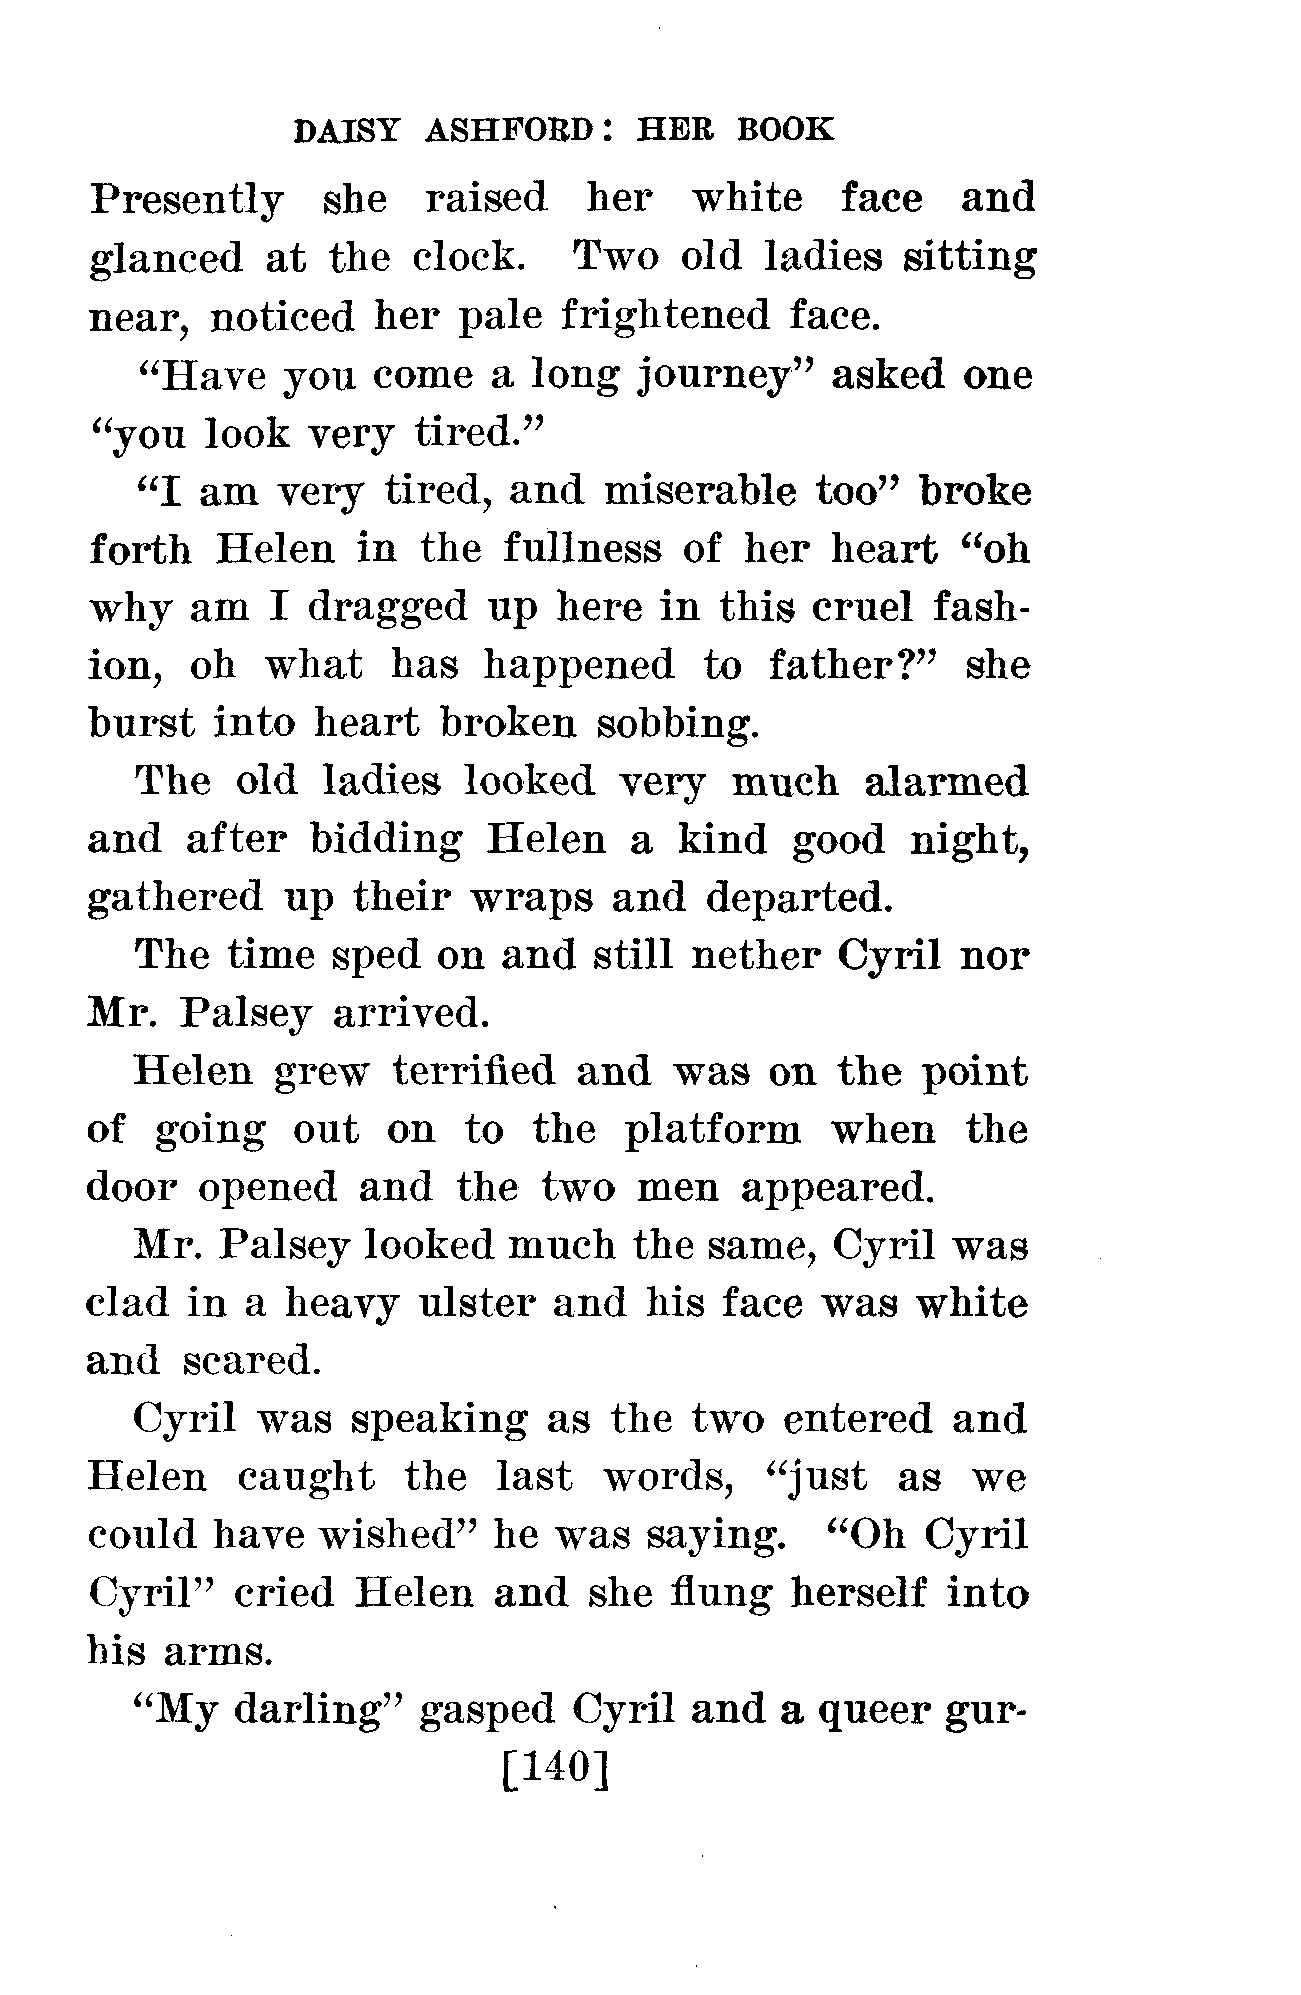 DAISY ASHFORD: HER BOOK
Presently she raised her white face and
glanced at the clock. Two old ladies sitting
near, noticed her pale frightened face.
“Have you come a long journey” asked one
“you look very tired.”
“I am very tired, and miserable too” broke
forth Helen in the fullness of her heart “oh
why am I dragged up here in this cruel fash-
ion, oh what has happened to father?” she
burst into heart broken sobbing.
The old ladies looked very much alarmed
and after bidding Helen a kind good night,
gathered up their wraps and departed.
The time sped on and still nether Cyril nor
Mr. Palsey arrived.
Helen grew terrified and was on the point
of going out on to the platform when the
door opened and the two men appeared.
Mr. Palsey looked much the same, Cyril was
clad in a heavy ulster and his face was white
and scared.
Cyril was speaking as the two entered and
Helen caught the last words, “just as we
could have wished” he was saying. “Oh Cyril
Cyril” cried Helen and she flung herself into
his arms.
“My darling” gasped Cyril and a queer gur-
[140]